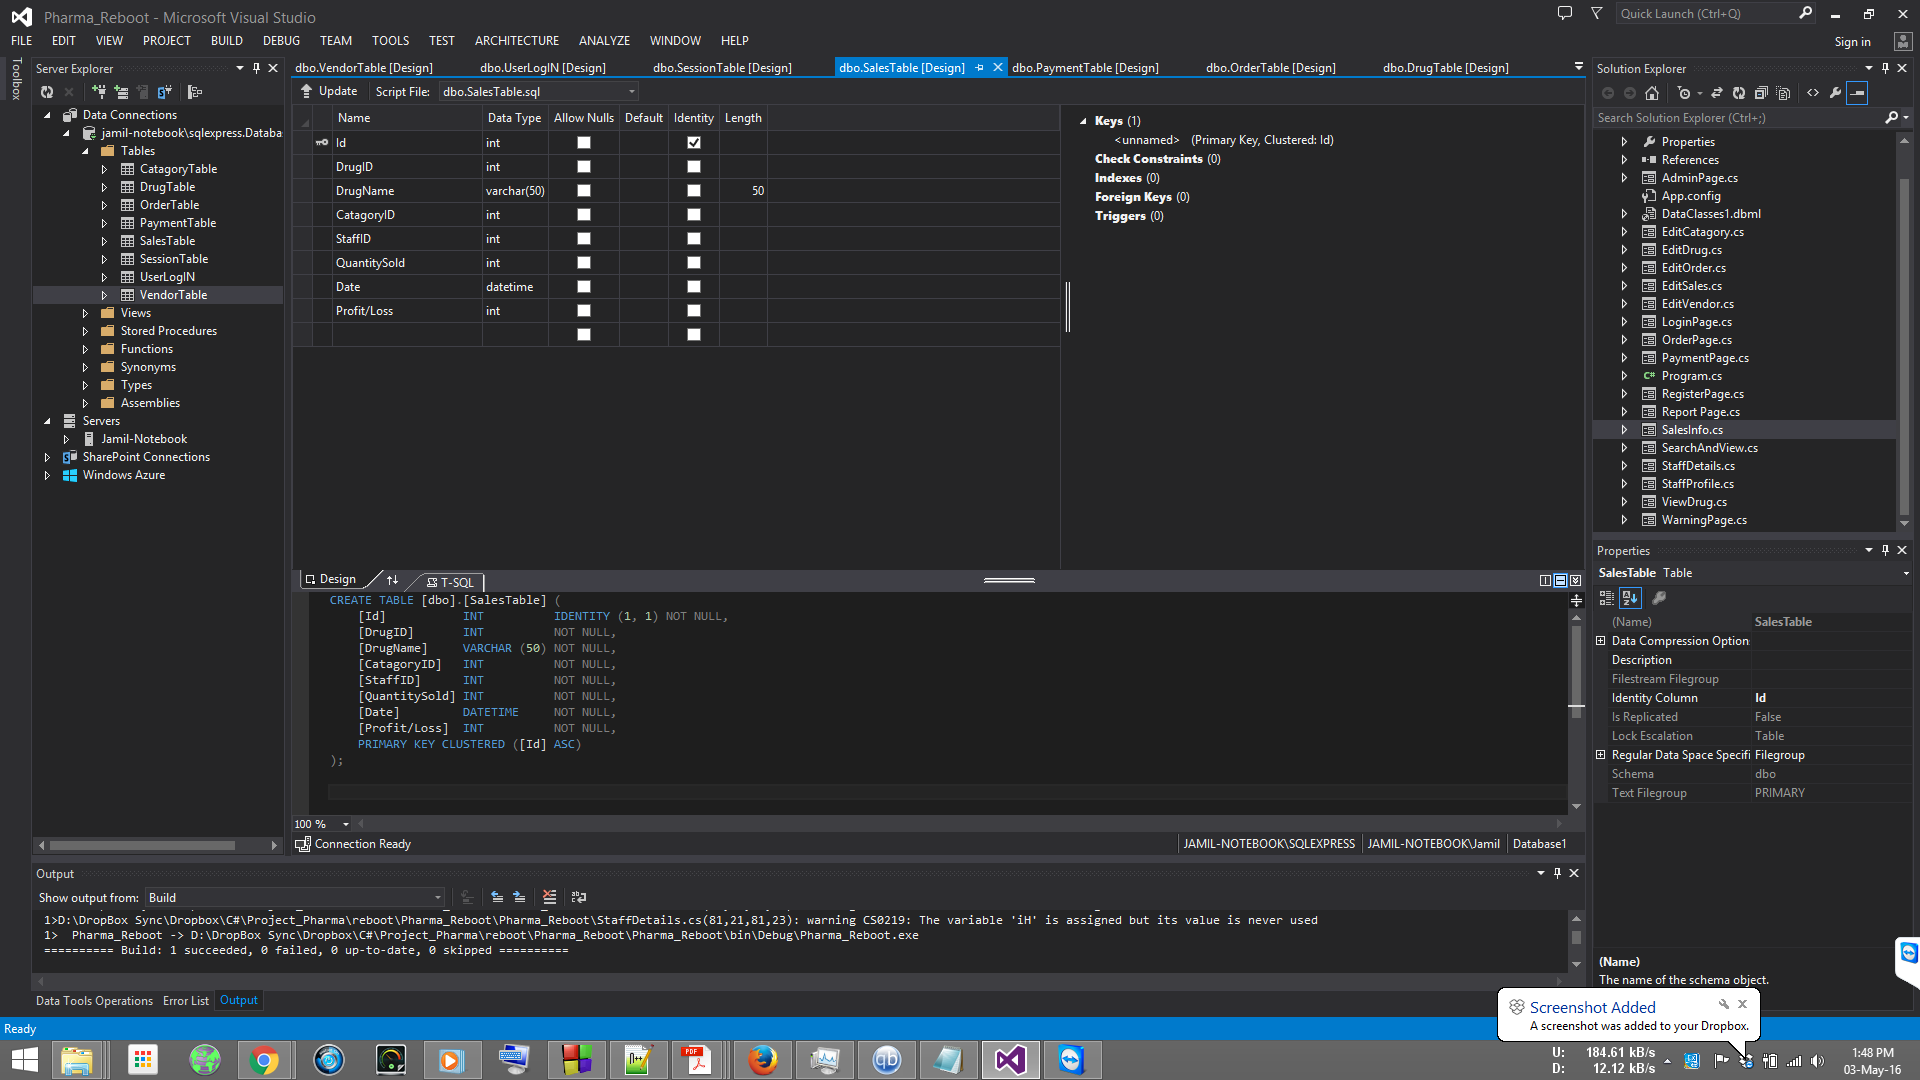 Pharma_Reboot - Microsoft Visual Studio
Quick Launch (Ctrl+Q)
FILE EDIT VIEW PROJECT BUILD DEBUG TEAM TOOLS TEST ARCHITECTURE ANALYZE WINDOW HELP
Sign in
Toolbox
Server Explorer
Data Connections
jamil-notebook\sqlexpress.Databa
Tables
CatagoryTable
DrugTable
OrderTable
PaymentTable
SalesTable
SessionTable
UserLogIN
VendorTable
Views
Stored Procedures
Functions
Synonyms
Types
Assemblies
Servers
Jamil-Notebook
SharePoint Connections
Windows Azure
dbo.VendorTable [Design] dbo.UserLogIN [Design] dbo.SessionTable [Design] dbo.SalesTable [Design] dbo.PaymentTable [Design] dbo.OrderTable [Design] dbo.DrugTable [Design]
Update Script File: dbo.SalesTable.sql
Name Data Type Allow Nulls Default Identity Length
Id int
DrugID int
DrugName varchar(50) 50
CatagoryID int
StaffID int
QuantitySold int
Date datetime
Profit/Loss int
Keys (1)
<unnamed> (Primary Key, Clustered: Id)
Check Constraints (0)
Indexes (0)
Foreign Keys (0)
Triggers (0)
Design T-SQL
CREATE TABLE [dbo].[SalesTable] (
[Id] INT IDENTITY (1, 1) NOT NULL,
[DrugID] INT NOT NULL,
[DrugName] VARCHAR (50) NOT NULL,
[CatagoryID] INT NOT NULL,
[StaffID] INT NOT NULL,
[QuantitySold] INT NOT NULL,
[Date] DATETIME NOT NULL,
[Profit/Loss] INT NOT NULL,
PRIMARY KEY CLUSTERED ([Id] ASC)
);
100 %
Connection Ready JAMIL-NOTEBOOK\SQLEXPRESS JAMIL-NOTEBOOK\Jamil Database1
Output
Show output from: Build
1>D:\DropBox Sync\Dropbox\C#\Project_Pharma\reboot\Pharma_Reboot\Pharma_Reboot\StaffDetails.cs(81,21,81,23): warning CS0219: The variable 'iH' is assigned but its value is never used
1> Pharma_Reboot -> D:\DropBox Sync\Dropbox\C#\Project_Pharma\reboot\Pharma_Reboot\Pharma_Reboot\bin\Debug\Pharma_Reboot.exe
========== Build: 1 succeeded, 0 failed, 0 up-to-date, 0 skipped ==========
Data Tools Operations Error List Output
Solution Explorer
Search Solution Explorer (Ctrl+;)
Properties
References
AdminPage.cs
App.config
DataClasses1.dbml
EditCatagory.cs
EditDrug.cs
EditOrder.cs
EditSales.cs
EditVendor.cs
LoginPage.cs
OrderPage.cs
PaymentPage.cs
C# Program.cs
RegisterPage.cs
Report Page.cs
SalesInfo.cs
SearchAndView.cs
StaffDetails.cs
StaffProfile.cs
ViewDrug.cs
WarningPage.cs
Properties
SalesTable Table
(Name) SalesTable
Data Compression Option
Description
Filestream Filegroup
Identity Column Id
Is Replicated False
Lock Escalation Table
Regular Data Space Specifi Filegroup
Schema dbo
Text Filegroup PRIMARY
(Name)
The name of the schema object.
Screenshot Added
A screenshot was added to your Dropbox.
Ready
PDF
qb
U: 184.61 kB/s
D: 12.12 kB/s
1:48 PM
03-May-16